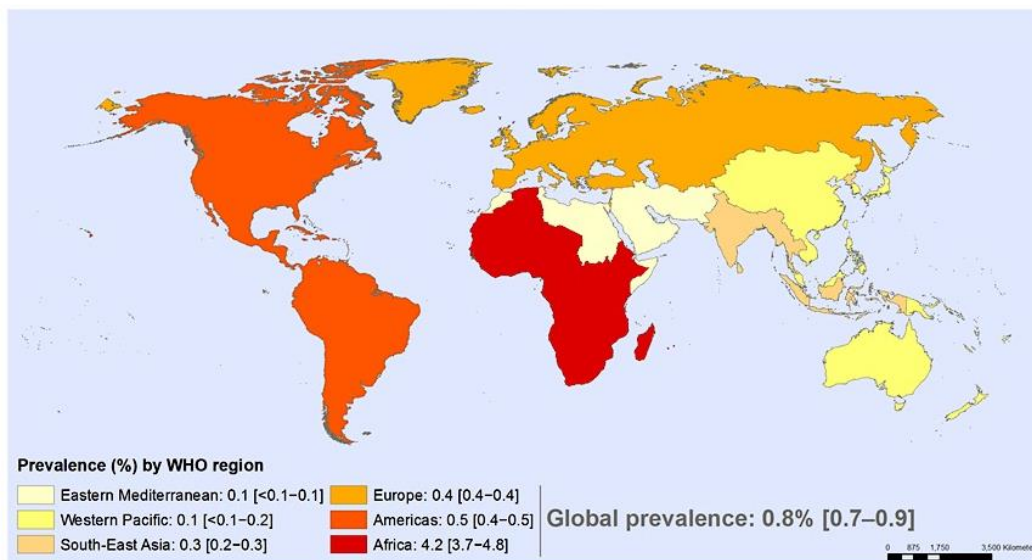 Prevalence (%) by WHO region
Eastern Mediterranean: 0.1 [<0.1–0.1]
Western Pacific: 0.1 [<0.1–0.2]
South-East Asia: 0.3 [0.2–0.3]
Europe: 0.4 [0.4–0.4]
Americas: 0.5 [0.4–0.5]
Africa: 4.2 [3.7–4.8]
Global prevalence: 0.8% [0.7–0.9]
0 875 1,750 3,500 Kilomete